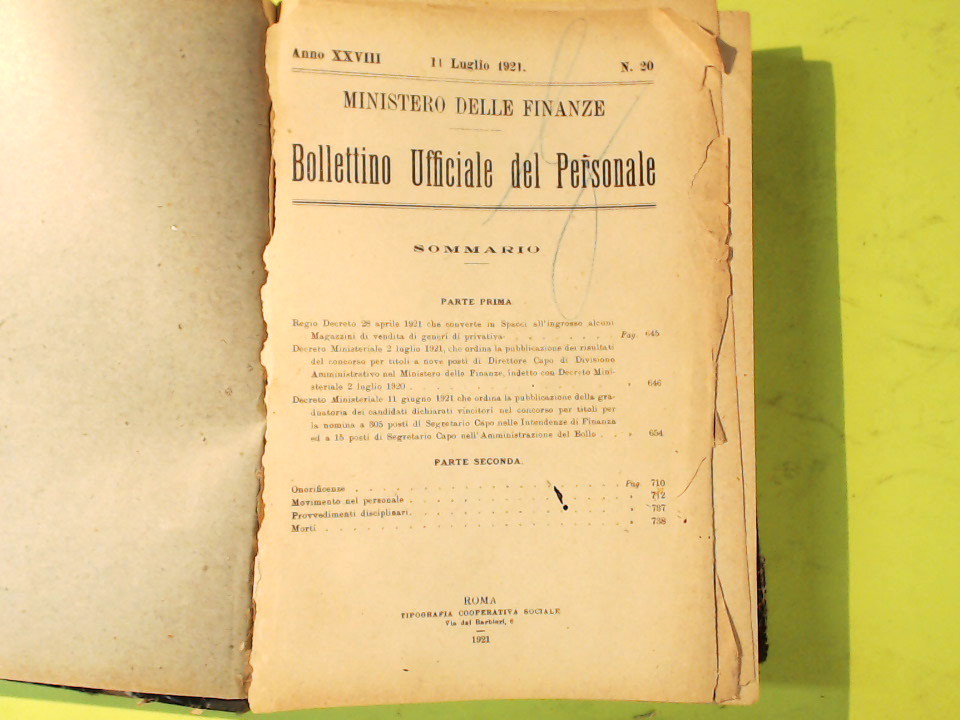 Anno XXVIII 11 Luglio 1921. N. 20
MINISTERO DELLE FINANZE
Bollettino Ufficiale del Personale
SOMMARIO
PARTE PRIMA
Regio Decreto 28 aprile 1921 che converte in Spacci all'ingrosso alcuni
Magazzini di vendita di generi di privativa . . . . . . . Pag. 645
Decreto Ministeriale 2 luglio 1921, che ordina la pubblicazione dei risultati
del concorso per titoli a nove posti di Direttore Capo di Divisione
Amministrativo nel Ministero delle Finanze, indetto con Decreto Mini-
steriale 2 luglio 1920 . . . . . . . . . . . » 646
Decreto Ministeriale 11 giugno 1921 che ordina la pubblicazione della gra-
duatoria dei candidati dichiarati vincitori nel concorso per titoli per
la nomina a 305 posti di Segretario Capo nelle Intendenze di Finanza
ed a 15 posti di Segretario Capo nell'Amministrazione del Bollo . . » 654
PARTE SECONDA.
Onorificenze . . . . . . . . . . . . . Pag. 710
Movimento nel personale . . . . . . . . . . » 712
Provvedimenti disciplinari . . . . . . . . . . » 737
Morti . . . . . . . . . . . . . . . » 738
ROMA
TIPOGRAFIA COOPERATIVA SOCIALE
Via dei Barbieri, 6
1921